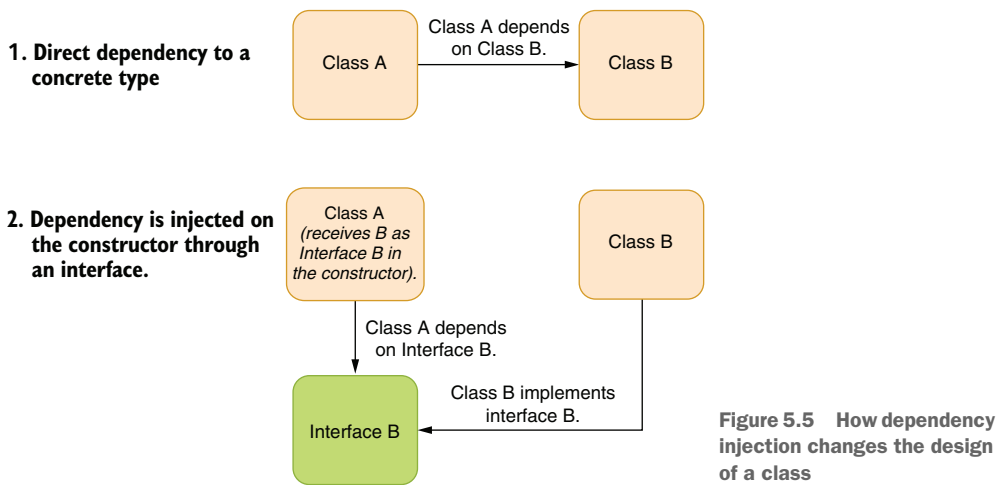 1. Direct dependency to a
concrete type
Class A
Class A depends
on Class B.
Class B
2. Dependency is injected on
the constructor through
an interface.
Class A
(receives B as
Interface B in
the constructor).
Class B
Class A depends
on Interface B.
Class B implements
interface B.
Interface B
Figure 5.5 How dependency
injection changes the design
of a class